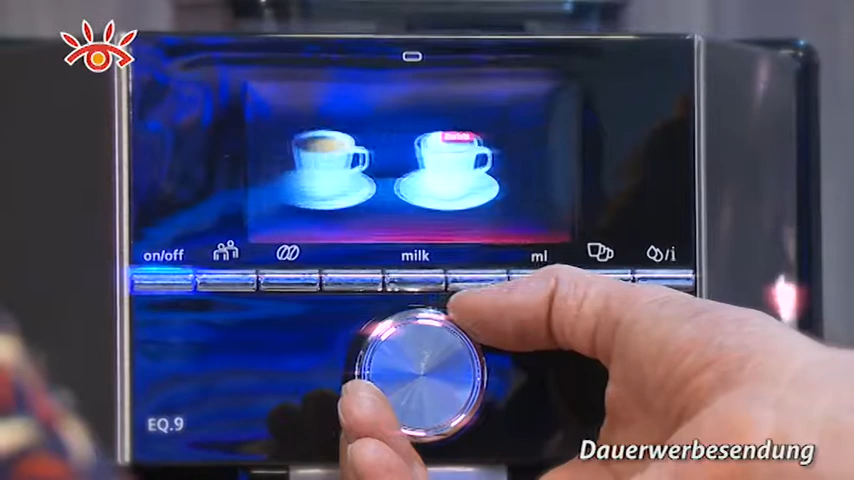 on/off
milk
ml
/i
EQ.9
Dauerwerbesendung